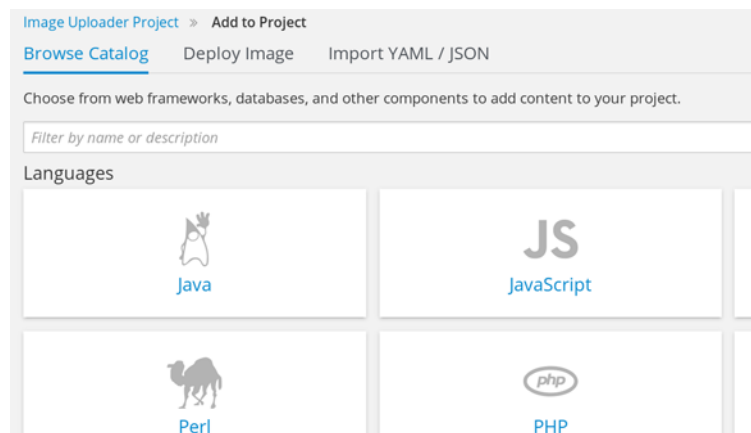 Image Uploader Project » Add to Project
Browse Catalog Deploy Image Import YAML / JSON
Choose from web frameworks, databases, and other components to add content to your project.
Filter by name or description
Languages
JS
Java JavaScript
php
Perl PHP